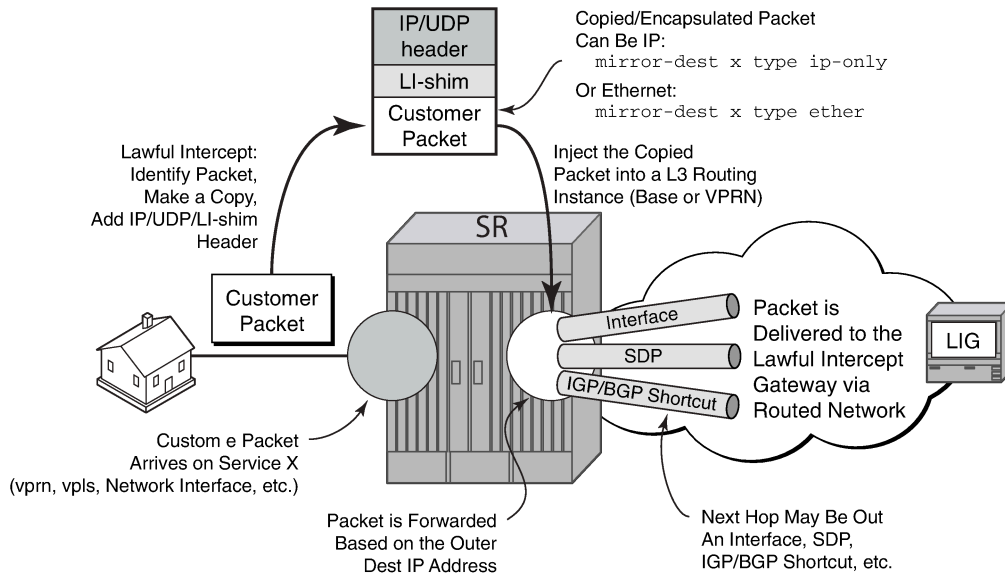 IP/UDP
header
LI-shim
Customer
Packet
Copied/Encapsulated Packet
Can Be IP:
mirror-dest x type ip-only
Or Ethernet:
mirror-dest x type ether
Lawful Intercept:
Identify Packet,
Make a Copy,
Add IP/UDP/LI-shim
Header
Inject the Copied
Packet into a L3 Routing
Instance (Base or VPRN)
SR
Customer
Packet
Interface
SDP
IGP/BGP Shortcut
Packet is
Delivered to the
Lawful Intercept
Gateway via
Routed Network
LIG
Custom e Packet
Arrives on Service X
(vprn, vpls, Network Interface, etc.)
Packet is Forwarded
Based on the Outer
Dest IP Address
Next Hop May Be Out
An Interface, SDP,
IGP/BGP Shortcut, etc.